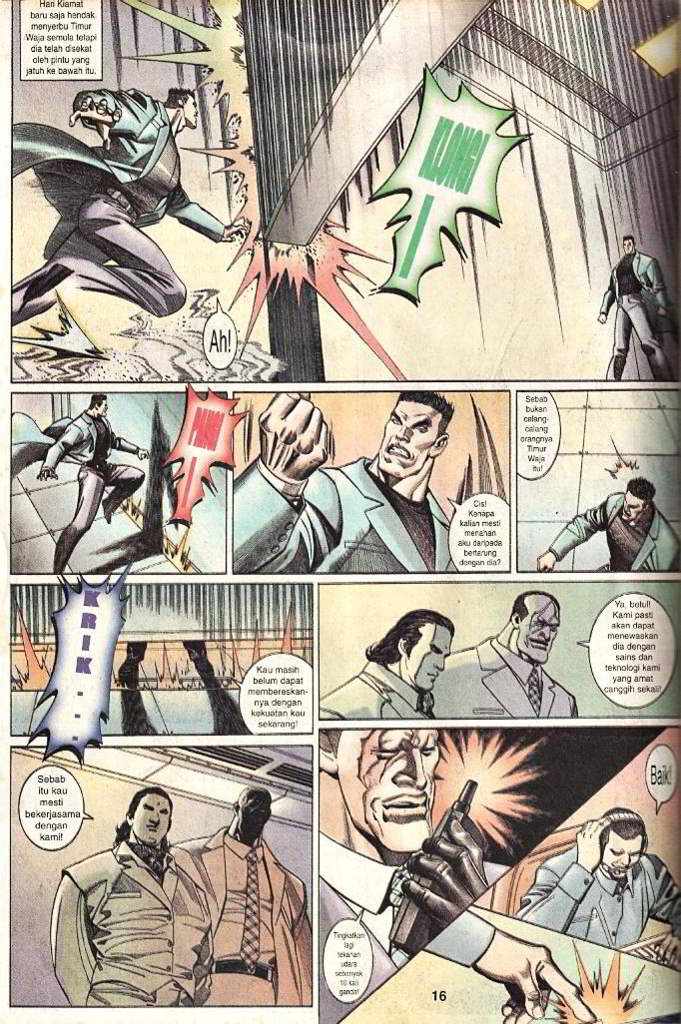 Hari Kiamat
baru saja hendak
menyerbu Timur
Waja semula tetapi
dia telah disekat
oleh pintu yang
jatuh ke bawah itu.
KLONG!
Ah!
Cis!
Kenapa
kalian mesti
menahan
aku daripada
bertarung
dengan dia?
Sebab
bukan
calang-
calang
orangnya
Timur
Waja
itu!
KRIK...
Kau masih
belum dapat
membereskan-
nya dengan
kekuatan kau
sekarang!
Ya, betul!
Kami pasti
akan dapat
menewaskan
dia dengan
sains dan
teknologi kami
yang amat
canggih sekali!
Sebab
itu kau
mesti
bekerjasama
dengan
kami!
Tingkatkan
lagi
tekanan
udara
sebanyak
10 kali
ganda!
Baik!
16